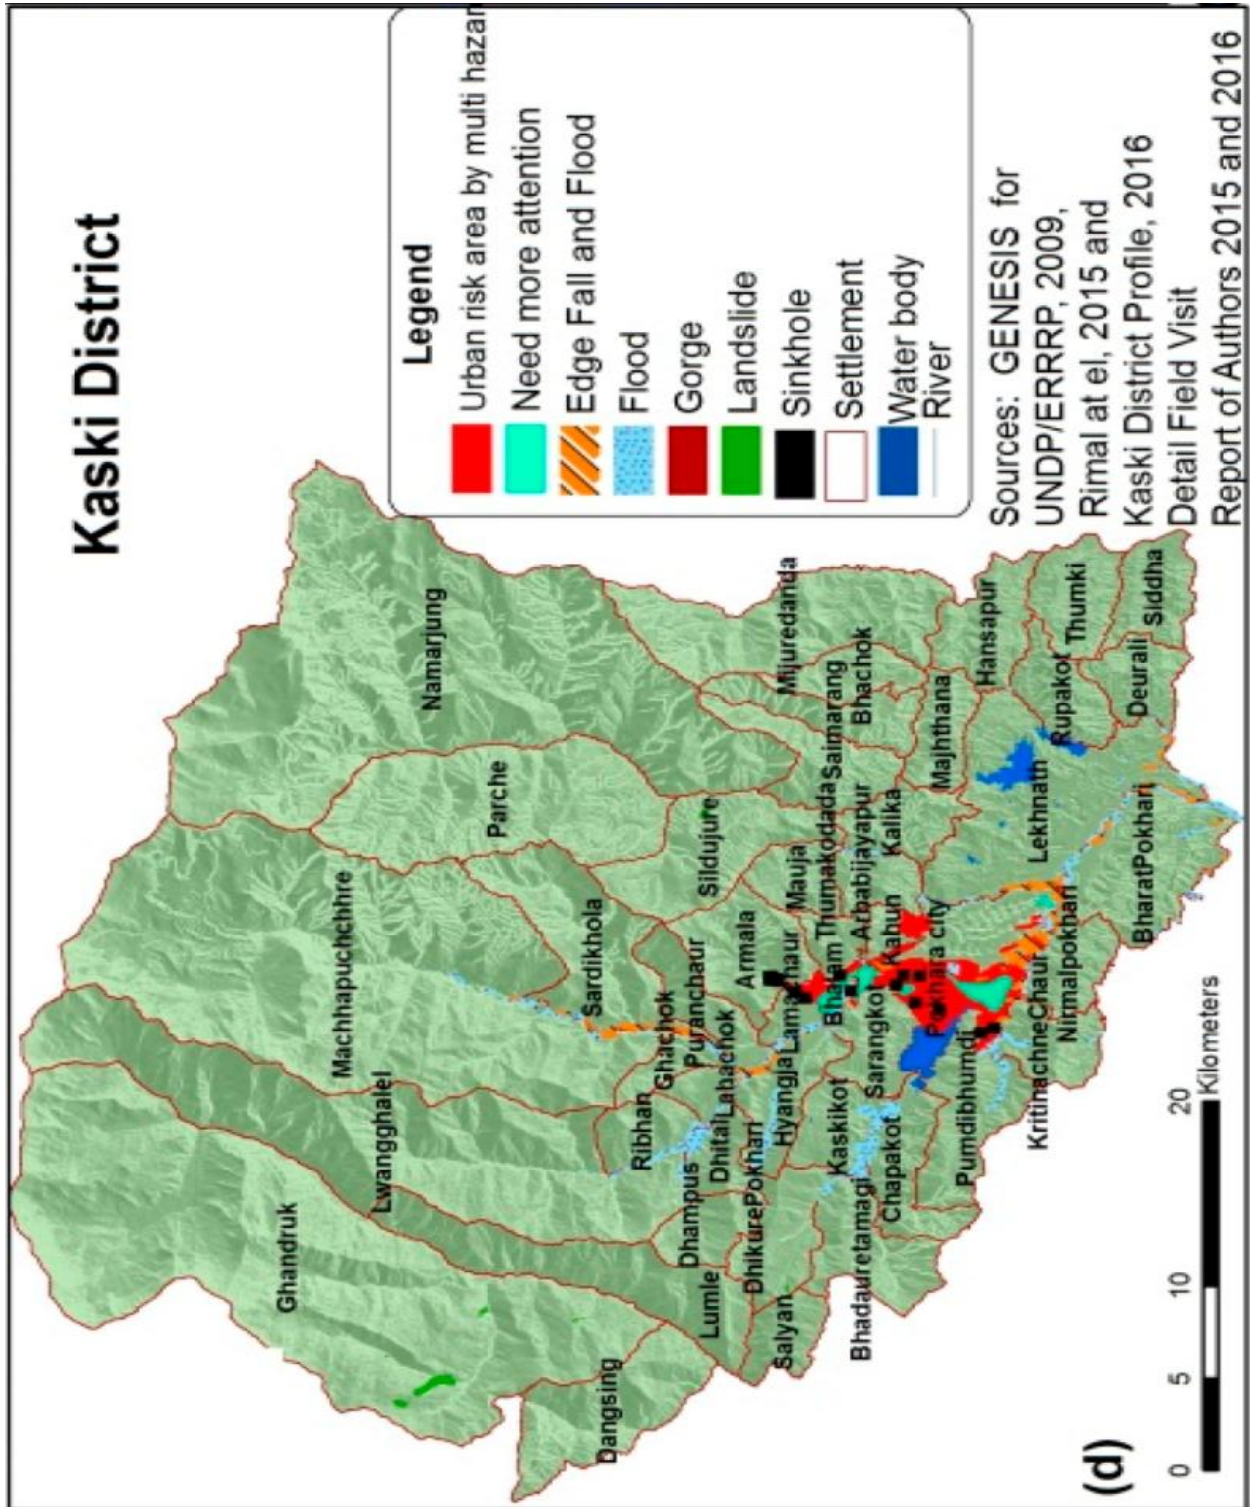 Kaski District
Legend
Urban risk area by multi hazar
Need more attention
Edge Fall and Flood
Flood
Gorge
Landslide
Sinkhole
Settlement
Water body
River
Sources: GENESIS for
UNDP/ERRRP, 2009,
Rimal at el, 2015 and
Kaski District Profile, 2016
Detail Field Visit
Report of Authors 2015 and 2016
Namarjung
Parche
Machhapuchchhre
Lwangghalel
Ghandruk
Dangsing
Sardikhola
Sildujure
Mijuredanda
Ribhan
Ghachok
Puranchaur
Armala
Mauja
Thumakodada
Saimarang
Bhachok
Lumle
Dhampus
Dhital
Lahachok
DhikurePokhari
Hyangja
Lamachaur
Bhalam
Arbabijayapur
Kalika
Majhthana
Hansapur
Thumki
Siddha
Rupakot
Deurali
Salyan
Kaskikot
Sarangkot
Kahun
Bhadauretamagi
Chapakot
Pumdibhumdi
Pokhara city
Lekhnath
KritinachneChaur
Nirmalpokhari
BharatPokhari
(d)
0
5
10
20
Kilometers